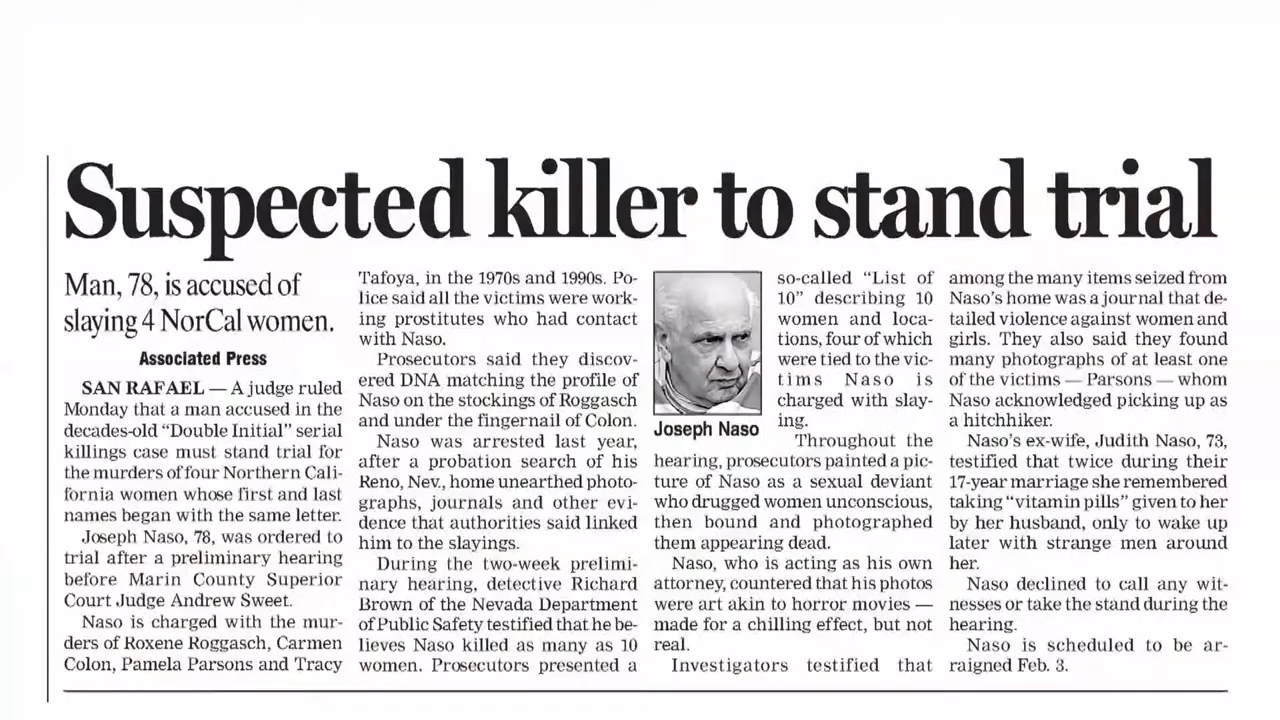 Suspected killer to stand trial
Man, 78, is accused of
slaying 4 NorCal women.
Associated Press
SAN RAFAEL — A judge ruled
Monday that a man accused in the
decades-old “Double Initial” serial
killings case must stand trial for
the murders of four Northern Cali-
fornia women whose first and last
names began with the same letter.
Joseph Naso, 78, was ordered to
trial after a preliminary hearing
before Marin County Superior
Court Judge Andrew Sweet.
Naso is charged with the mur-
ders of Roxene Roggasch, Carmen
Colon, Pamela Parsons and Tracy
Tafoya, in the 1970s and 1990s. Po-
lice said all the victims were work-
ing prostitutes who had contact
with Naso.
Prosecutors said they discov-
ered DNA matching the profile of
Naso on the stockings of Roggasch
and under the fingernail of Colon.
Naso was arrested last year,
after a probation search of his
Reno, Nev., home unearthed photo-
graphs, journals and other evi-
dence that authorities said linked
him to the slayings.
During the two-week prelimi-
nary hearing, detective Richard
Brown of the Nevada Department
of Public Safety testified that he be-
lieves Naso killed as many as 10
women. Prosecutors presented a
Joseph Naso
so-called “List of
10” describing 10
women and loca-
tions, four of which
were tied to the vic-
tims Naso is
charged with slay-
ing.
Throughout the
hearing, prosecutors painted a pic-
ture of Naso as a sexual deviant
who drugged women unconscious,
then bound and photographed
them appearing dead.
Naso, who is acting as his own
attorney, countered that his photos
were art akin to horror movies —
made for a chilling effect, but not
real.
Investigators testified that
among the many items seized from
Naso’s home was a journal that de-
tailed violence against women and
girls. They also said they found
many photographs of at least one
of the victims — Parsons — whom
Naso acknowledged picking up as
a hitchhiker.
Naso’s ex-wife, Judith Naso, 73,
testified that twice during their
17-year marriage she remembered
taking “vitamin pills” given to her
by her husband, only to wake up
later with strange men around
her.
Naso declined to call any wit-
nesses or take the stand during the
hearing.
Naso is scheduled to be ar-
raigned Feb. 3.